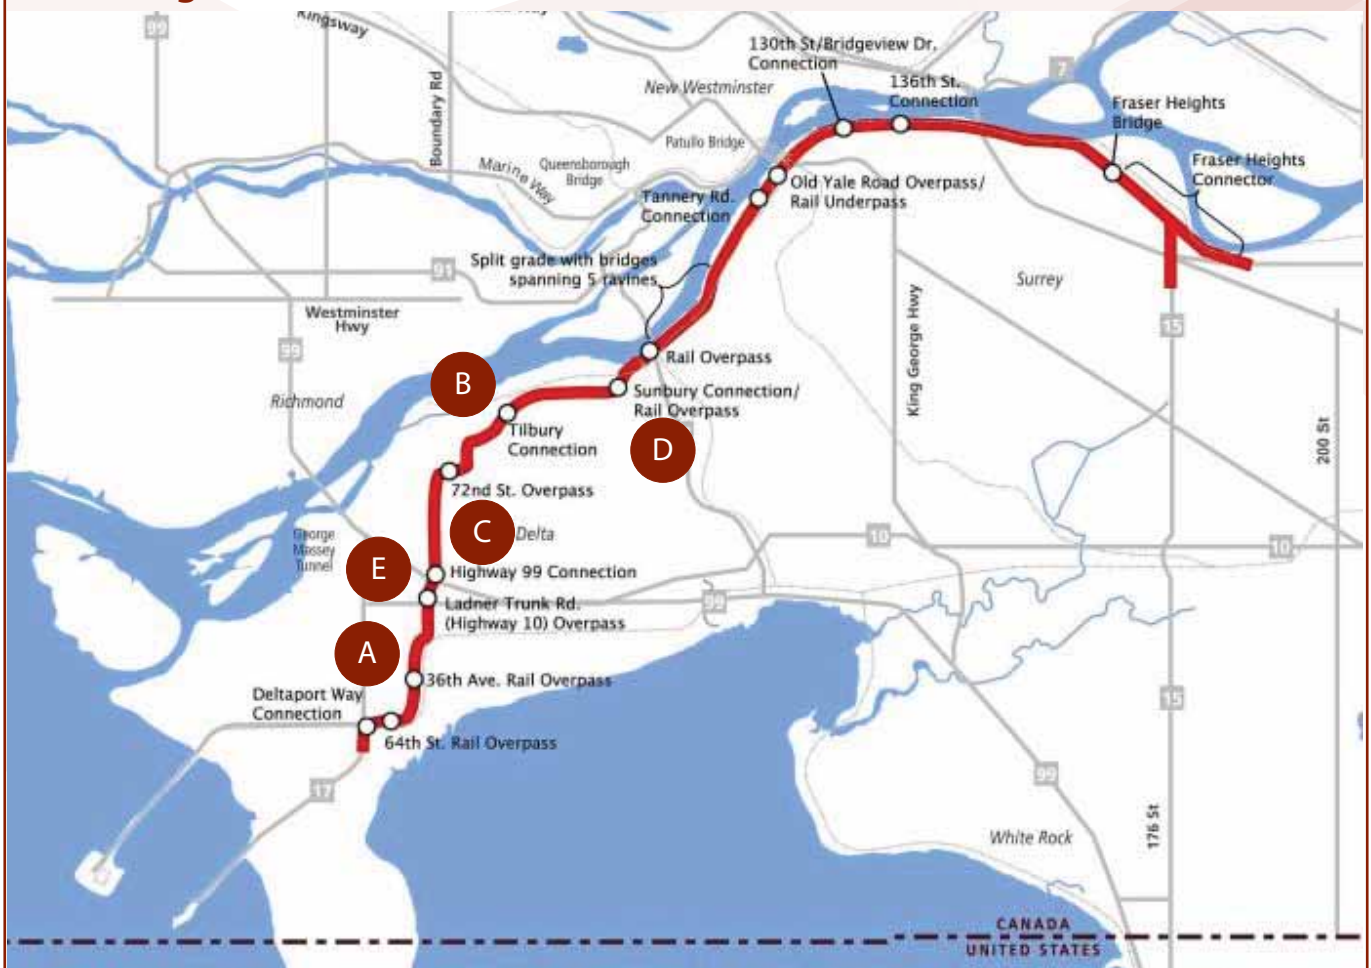 99
Kingsway
Boundary Rd
130th St/Bridgeview Dr.
Connection
7
New Westminster
136th St.
Connection
Fraser Heights
Bridge
Patullo Bridge
Marine Way
Queensborough
Bridge
Fraser Heights
Connector
Tannery Rd.
Connection
Old Yale Road Overpass/
Rail Underpass
91
Split grade with bridges
spanning 5 ravines
Surrey
Westminster
Hwy
99
15
King George Hwy
Rail Overpass
B
Richmond
Sunbury Connection/
Rail Overpass
Tilbury
Connection
D
200 St
72nd St. Overpass
C
Delta
George
Massey
Tunnel
10
10
E
Highway 99 Connection
Ladner Trunk Rd.
(Highway 10) Overpass
99
A
36th Ave. Rail Overpass
Deltaport Way
Connection
15
64th St. Rail Overpass
17
99
176 St
White Rock
CANADA
UNITED STATES